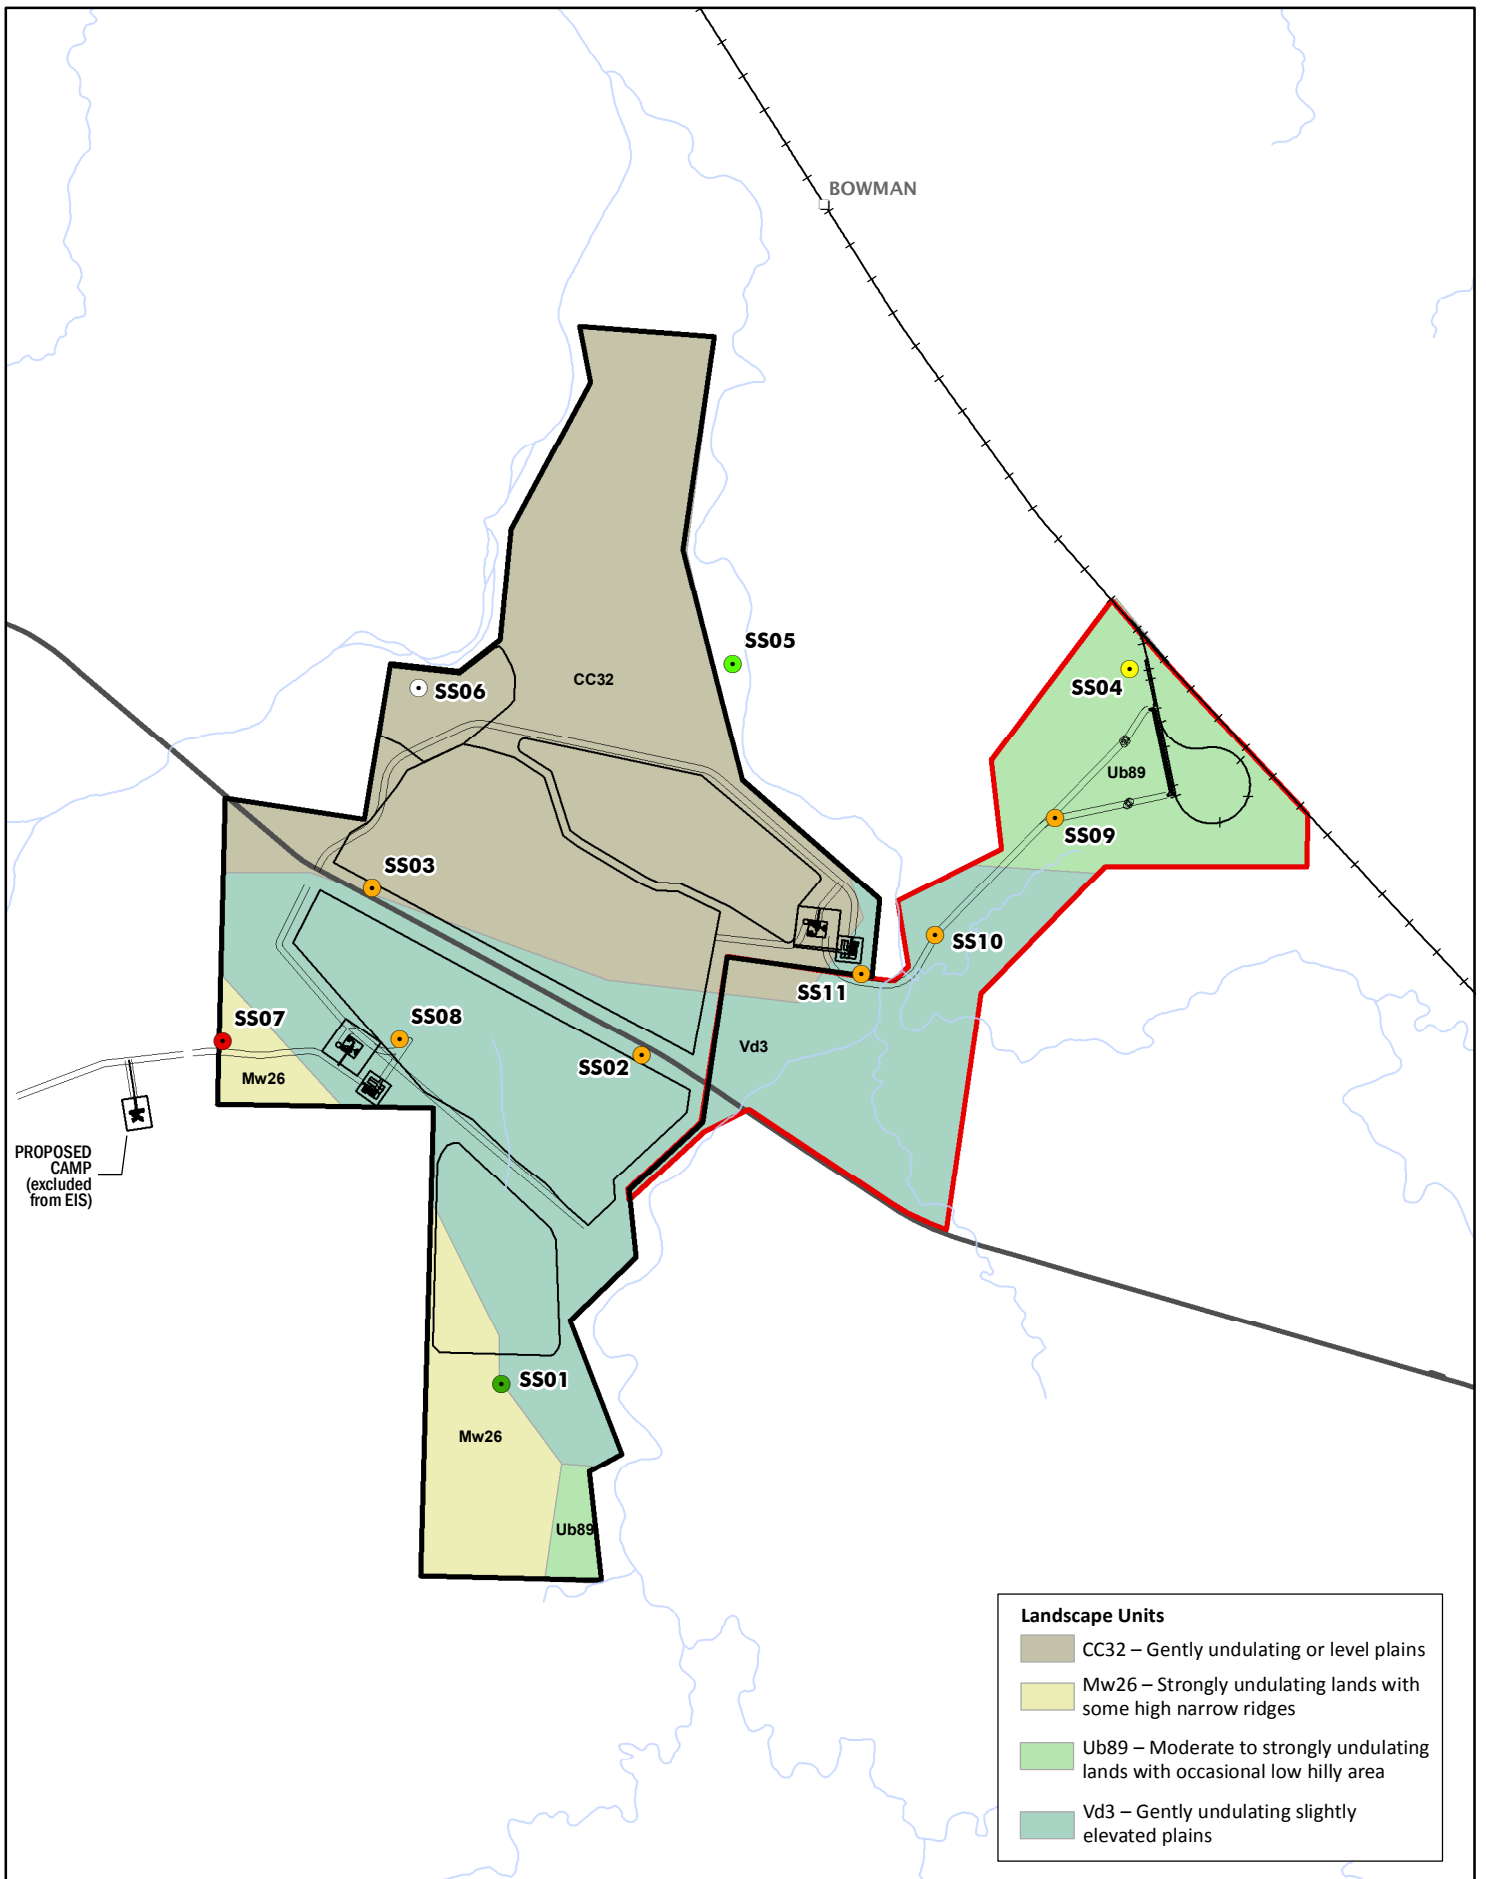 BOWMAN
SS05
CC32
SS06
SS04
Ub89
SS09
SS03
SS10
SS11
SS07
SS08
Vd3
SS02
Mw26
PROPOSED
CAMP
(excluded
from EIS)
SS01
Mw26
Ub89
Landscape Units
CC32 – Gently undulating or level plains
Mw26 – Strongly undulating lands with
some high narrow ridges
Ub89 – Moderate to strongly undulating
lands with occasional low hilly area
Vd3 – Gently undulating slightly
elevated plains